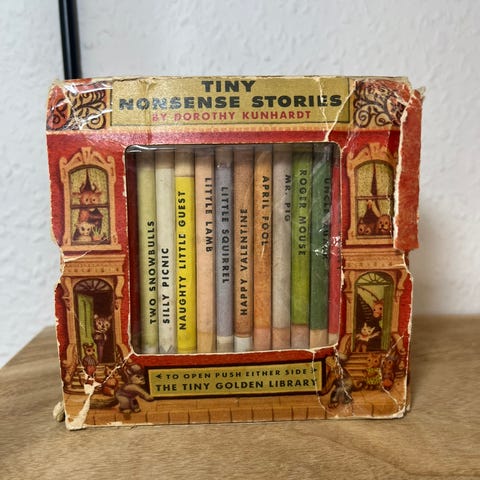 TINY
NONSENSE STORIES
BY DOROTHY KUNHARDT
TWO SNOWBULLS
SILLY PICNIC
NAUGHTY LITTLE GUEST
LITTLE LAMB
LITTLE SQUIRREL
HAPPY VALENTINE
APRIL FOOL
MR. PIG
ROGER MOUSE
UNCLE
TO OPEN PUSH EITHER SIDE
THE TINY GOLDEN LIBRARY